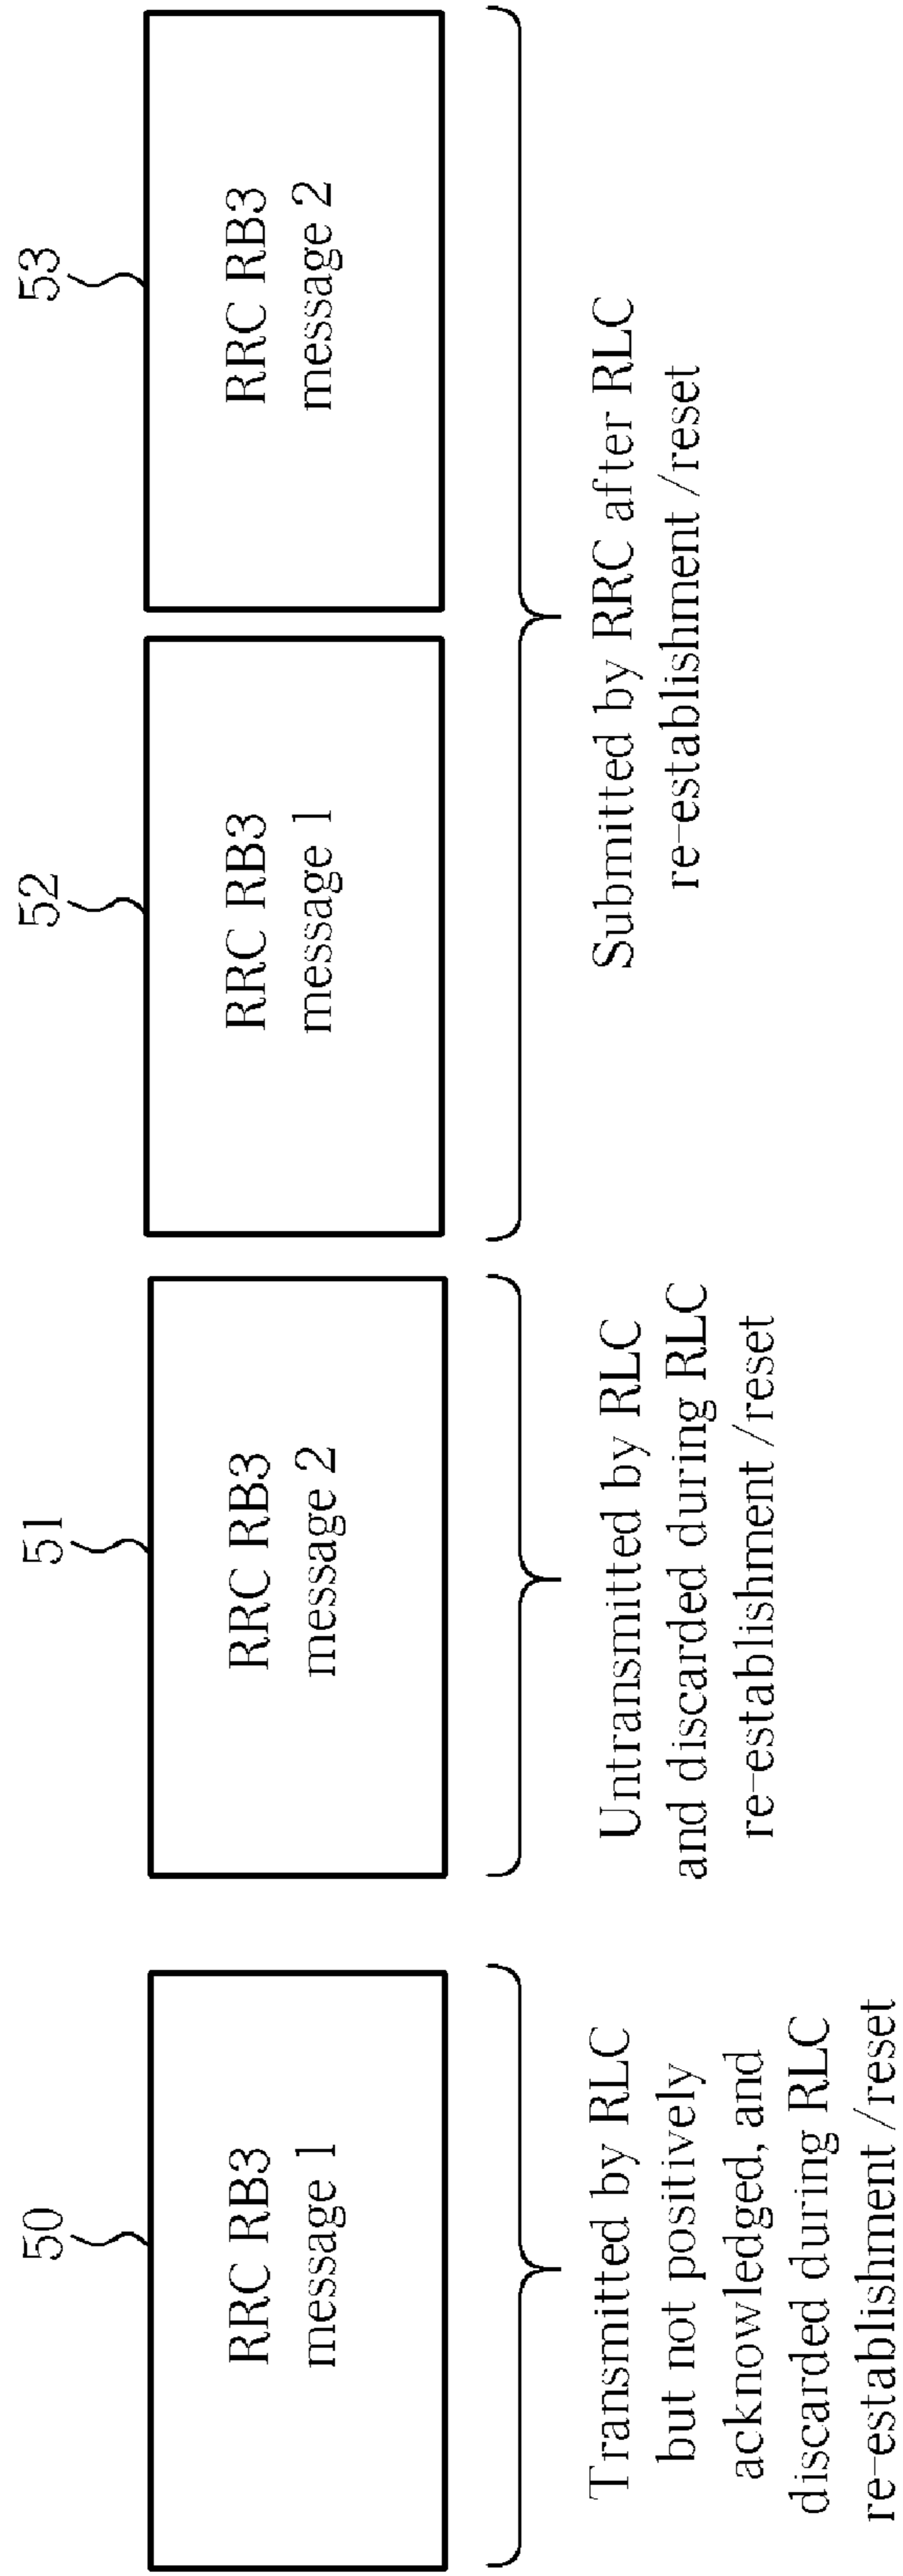 50
RRC RB3
message 1
Transmitted by RLC
but not positively
acknowledged, and
discarded during RLC
re-establishment/reset
51
RRC RB3
message 2
Untransmitted by RLC
and discarded during RLC
re-establishment/reset
52
RRC RB3
message 1
53
RRC RB3
message 2
Submitted by RRC after RLC
re-establishment/reset